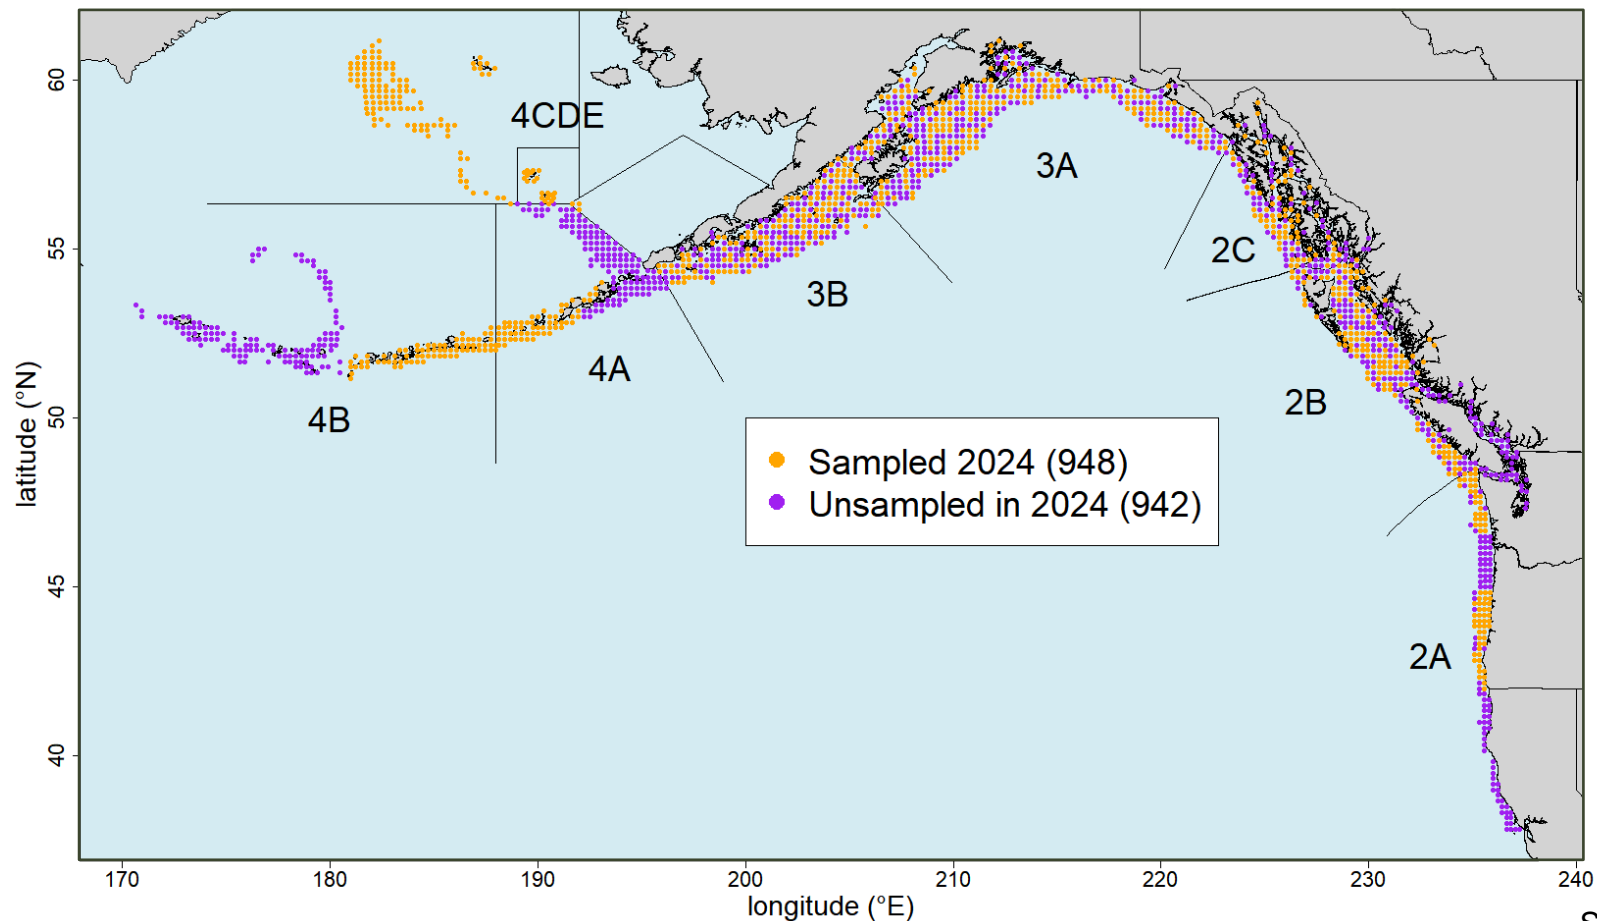 60
55
50
45
40
latitude (°N)
4CDE
3A
2C
3B
4A
2B
4B
Sampled 2024 (948)
Unsampled in 2024 (942)
2A
170
180
190
200
210
220
230
240
longitude (°E)